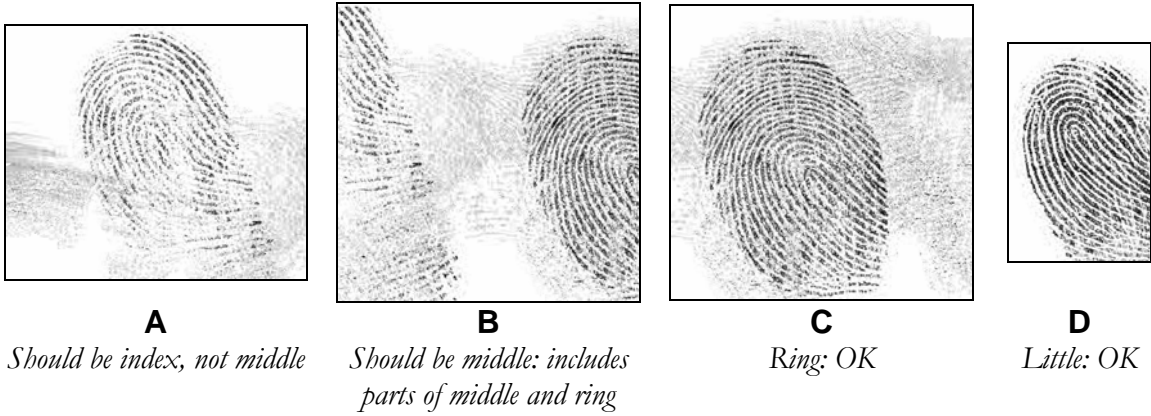 A
Should be index, not middle
B
Should be middle: includes
parts of middle and ring
C
Ring: OK
D
Little: OK